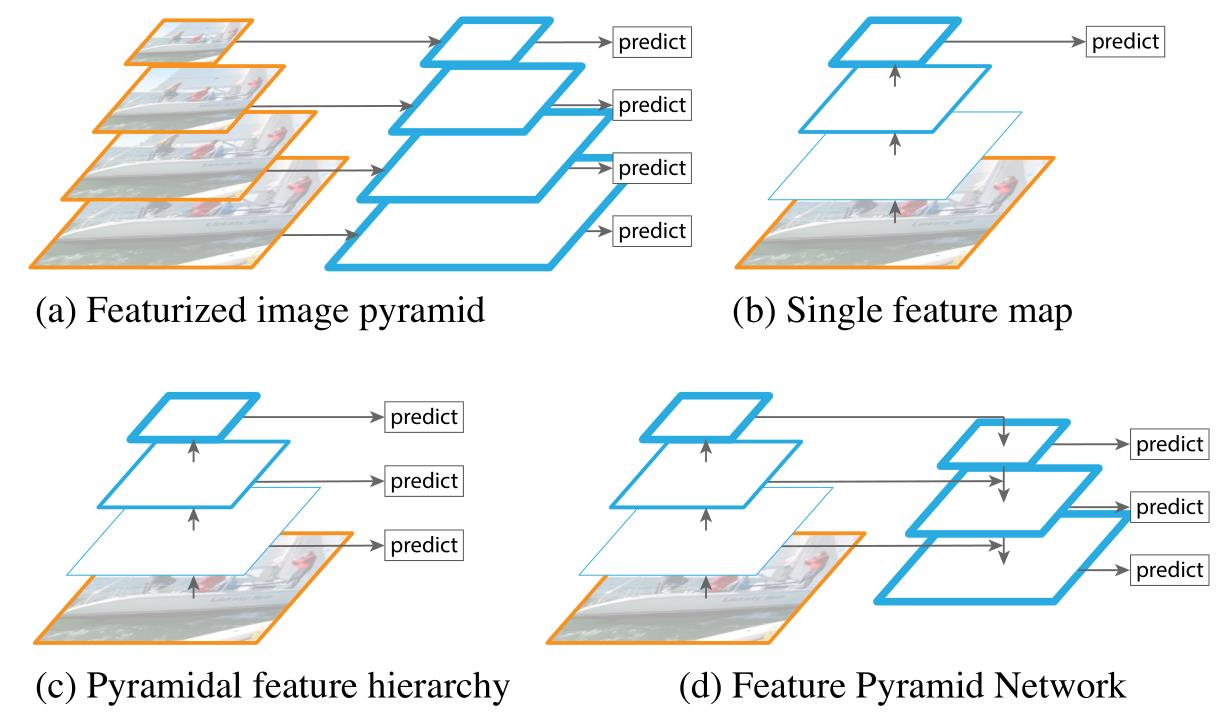 predict
predict
predict
predict
predict
(a) Featurized image pyramid
(b) Single feature map
predict
predict
predict
predict
predict
predict
(c) Pyramidal feature hierarchy
(d) Feature Pyramid Network